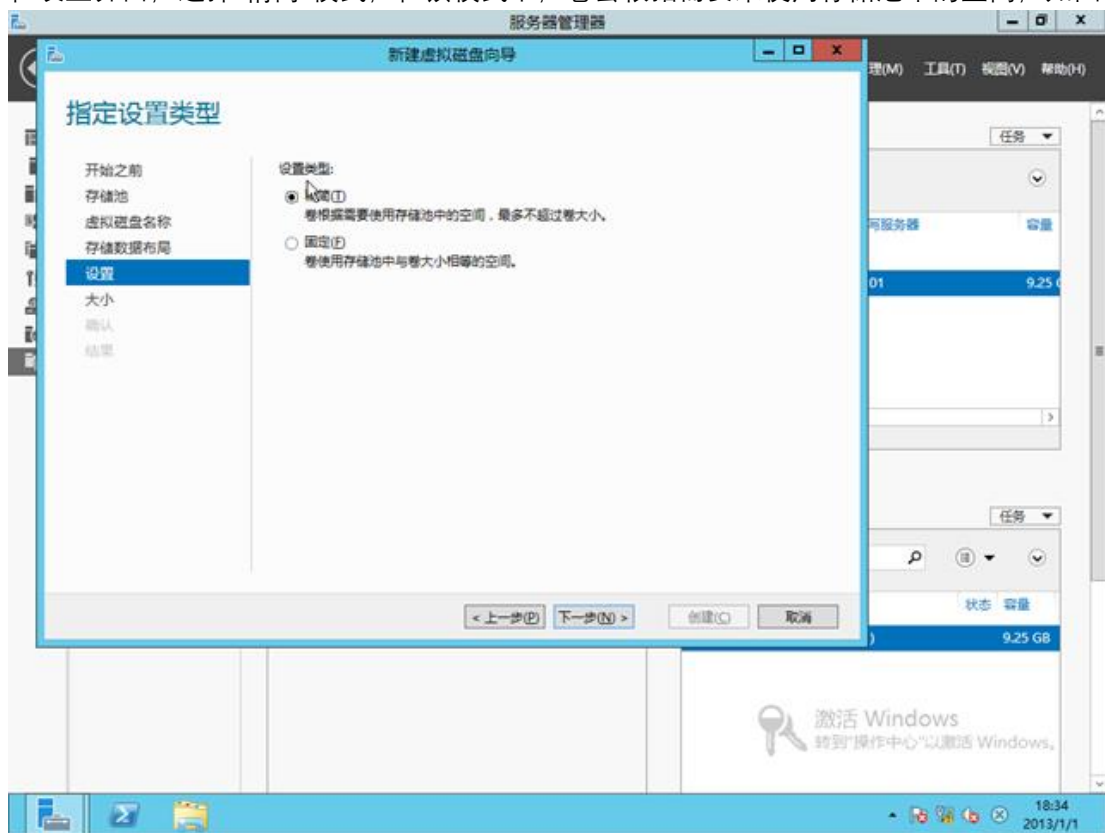 服务器管理器
新建虚拟磁盘向导
理(M) 工具(T) 视图(V) 帮助(H)
指定设置类型
任务
开始之前
存储池
虚拟磁盘名称
存储数据布局
设置
大小
确认
结果
设置类型:
简(T)
卷根据需要使用存储池中的空间，最多不超过卷大小。
固定(F)
卷使用存储池中与卷大小相等的空间。
写服务器 容量
01 9.25
任务
状态 容量
) 9.25 GB
< 上一步(P) 下一步(N) > 创建(C) 取消
激活 Windows
转到"操作中心"以激活 Windows。
18:34
2013/1/1